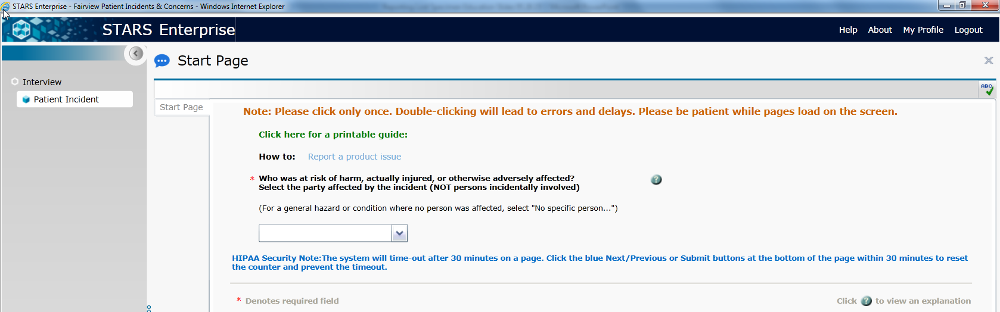 STARS Enterprise - Fairview Patient Incidents & Concerns - Windows Internet Explorer
STARS Enterprise
Help About My Profile Logout
Start Page
Interview
Patient Incident
ABC
Start Page
Note: Please click only once. Double-clicking will lead to errors and delays. Please be patient while pages load on the screen.
Click here for a printable guide:
How to: Report a product issue
* Who was at risk of harm, actually injured, or otherwise adversely affected?
Select the party affected by the incident (NOT persons incidentally involved)
(For a general hazard or condition where no person was affected, select "No specific person...")
HIPAA Security Note:The system will time-out after 30 minutes on a page. Click the blue Next/Previous or Submit buttons at the bottom of the page within 30 minutes to reset
the counter and prevent the timeout.
* Denotes required field
Click ? to view an explanation